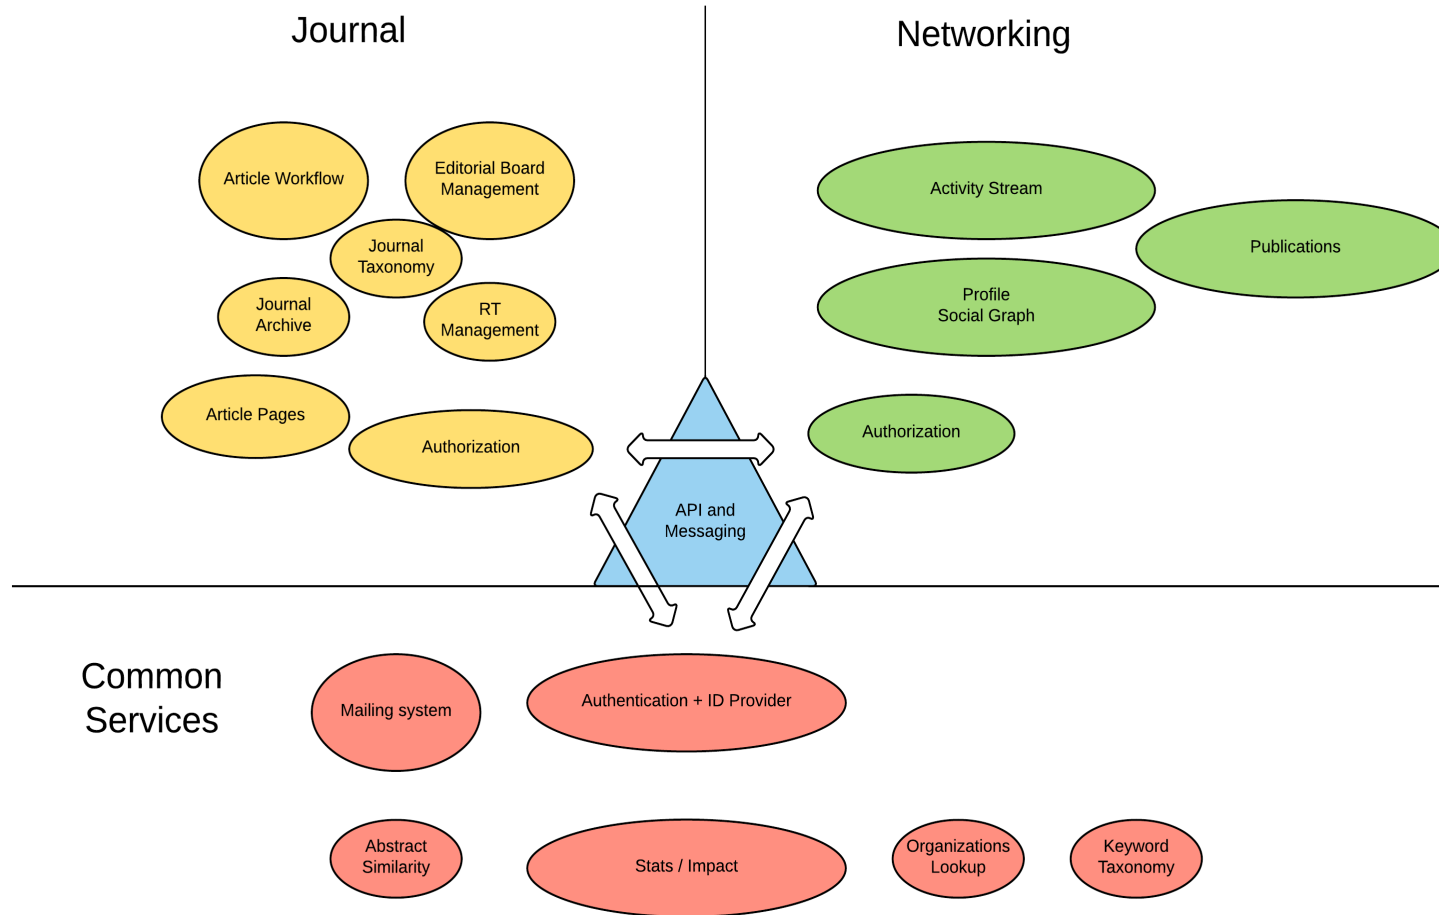 Journal
Networking
Article Workflow
Editorial Board
Management
Journal
Taxonomy
Journal
Archive
RT
Management
Article Pages
Authorization
Activity Stream
Publications
Profile
Social Graph
Authorization
API and
Messaging
Common
Services
Mailing system
Authentication + ID Provider
Abstract
Similarity
Stats / Impact
Organizations
Lookup
Keyword
Taxonomy